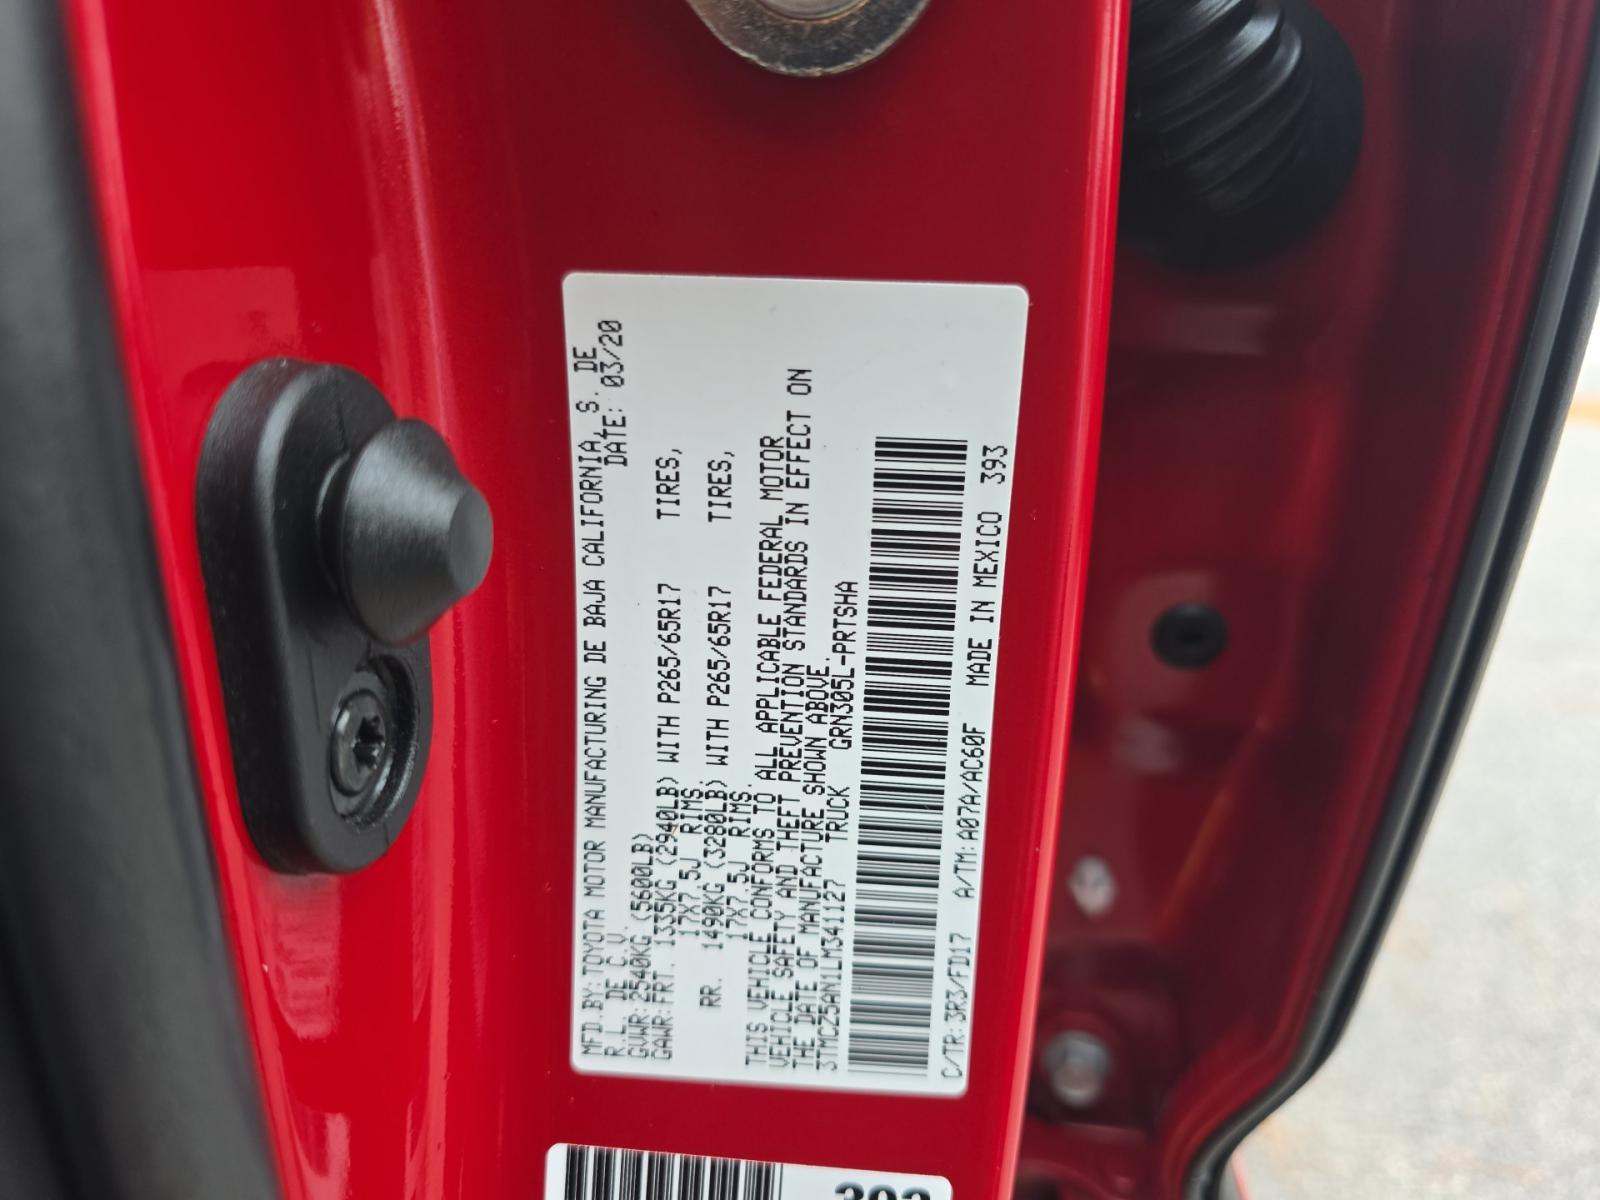 MFD BY:TOYOTA MOTOR MANUFACTURING DE BAJA CALIFORNIA, S. DE
R.L. DE C.V. DATE: 03/20
GVWR:2540KG (5600LB)
GAWR:FRT. 1335KG (2940LB) WITH P265/65R17 TIRES,
17X7.5J RIMS.
RR. 1490KG (3280LB) WITH P265/65R17 TIRES,
17X7.5J RIMS.
THIS VEHICLE CONFORMS TO ALL APPLICABLE FEDERAL MOTOR
VEHICLE SAFETY AND THEFT PREVENTION STANDARDS IN EFFECT ON
THE DATE OF MANUFACTURE SHOWN ABOVE.
3TMCZ5AN1LM341127 TRUCK GRN305L-PRTSHA
C/TR:3R3/FD17 A/TM:A07A/AC60F MADE IN MEXICO 393
393